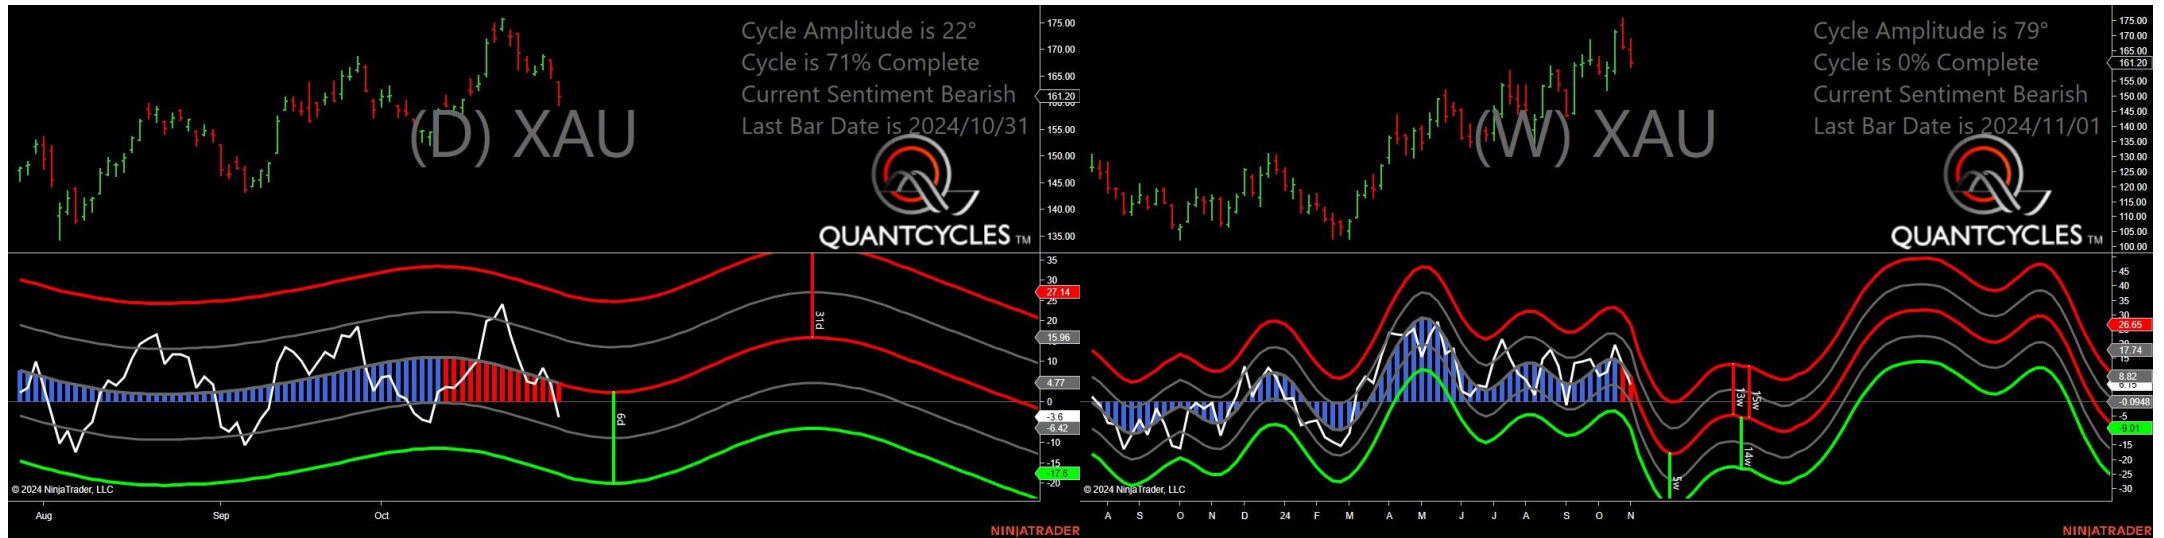 Cycle Amplitude is 22°
Cycle is 71% Complete
Current Sentiment Bearish
Last Bar Date is 2024/10/31
(D) XAU
QUANTCYCLES TM
175.00
165.00
161.20
155.00
150.00
145.00
140.00
135.00
35
30
27.14
20
15.96
10
4.77
0
-3.6
-6.42
-10
-15
-17.6
-20
31d
6d
© 2024 NinjaTrader, LLC
Aug
Sep
Oct
NINJATRADER
Cycle Amplitude is 79°
Cycle is 0% Complete
Current Sentiment Bearish
Last Bar Date is 2024/11/01
(W) XAU
QUANTCYCLES TM
175.00
170.00
165.00
161.20
155.00
150.00
145.00
140.00
135.00
130.00
125.00
120.00
115.00
110.00
105.00
100.00
45
40
35
30
26.65
17.74
15
8.82
6.15
-0.0948
-5
-9.01
-15
-20
-25
-30
13w
15w
14w
5w
© 2024 NinjaTrader, LLC
A S O N D 24 F M A M J J A S O N
NINJATRADER